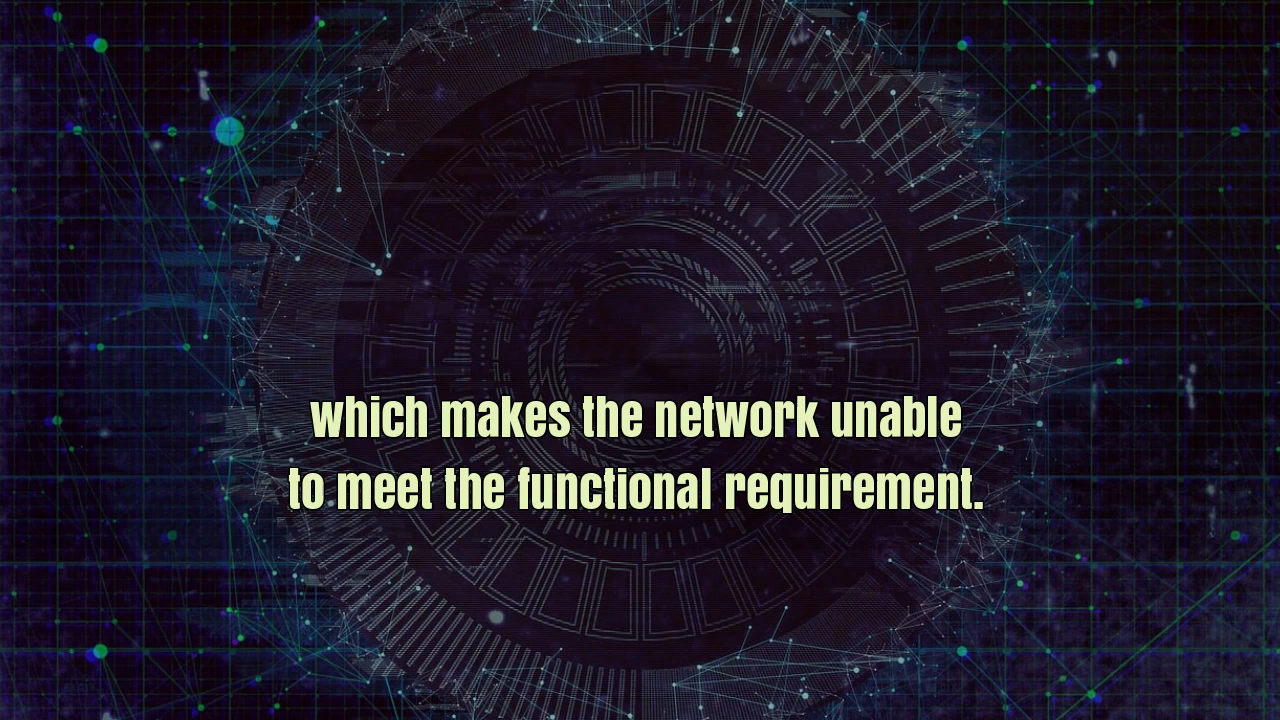 which makes the network unable
to meet the functional requirement.